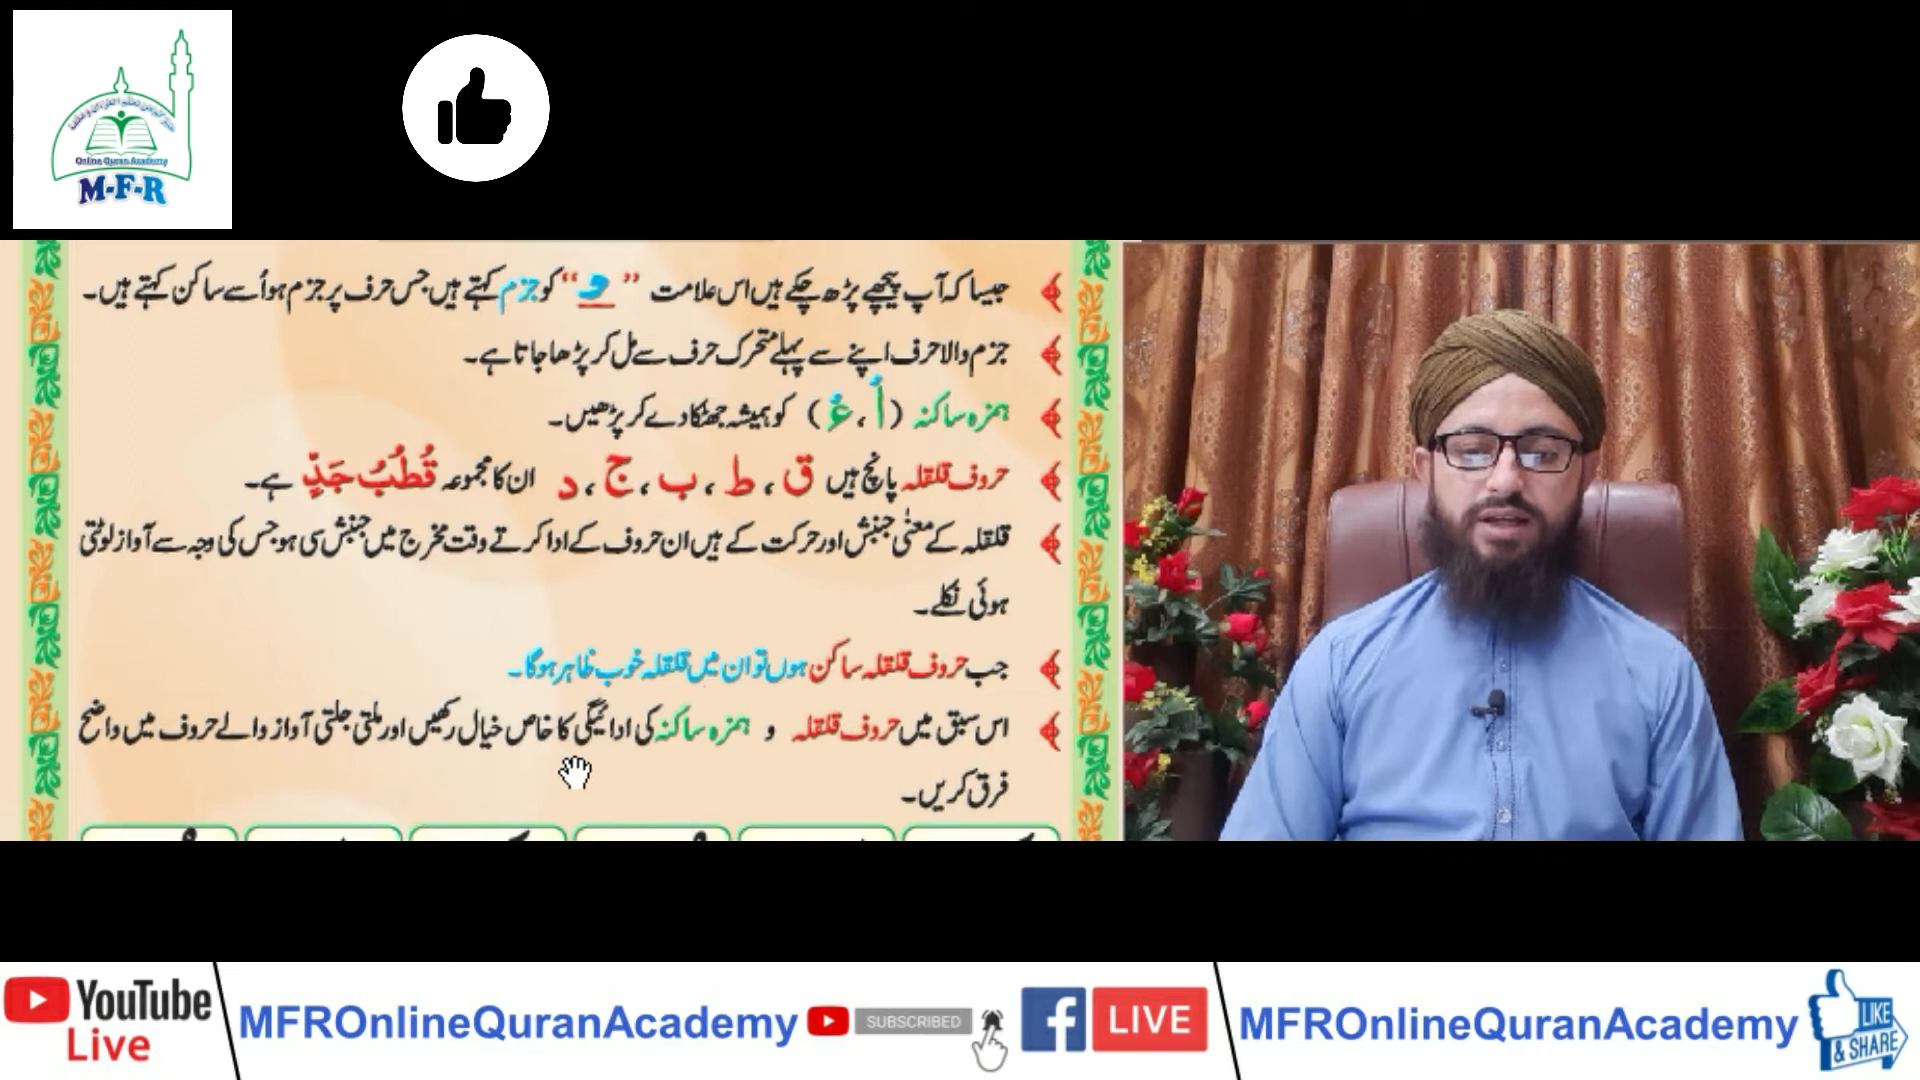 Online Quran Academy
M-F-R
جیسا کہ آپ پیچھے پڑھ چکے ہیں اس علامت ” ــْـ “ کو جزم کہتے ہیں جس حرف پر جزم ہو اُسے ساکن کہتے ہیں۔
جزم والا حرف اپنے سے پہلے متحرک حرف سے مل کر پڑھا جاتا ہے۔
ہمزہ ساکنہ (أْ، ءْ) کو ہمیشہ جھٹکا دے کر پڑھیں۔
حروف قلقلہ پانچ ہیں ق ، ط ، ب ، ج ، د ان کا مجموعہ قُطُبُ جَدٍّ ہے۔
قلقلہ کے معنٰی جنبش اور حرکت کے ہیں ان حروف کے ادا کرتے وقت مخرج میں جنبش سی ہو جس کی وجہ سے آواز لوٹتی
ہوئی نکلے۔
جب حروف قلقلہ ساکن ہوں تو ان میں قلقلہ خوب ظاہر ہوگا۔
اس سبق میں حروف قلقلہ و ہمزہ ساکنہ کی ادائیگی کا خاص خیال رکھیں اور ملتی جلتی آواز والے حروف میں واضح
فرق کریں۔
YouTube
Live
MFROnlineQuranAcademy
SUBSCRIBED
LIVE
MFROnlineQuranAcademy
LIKE
& SHARE